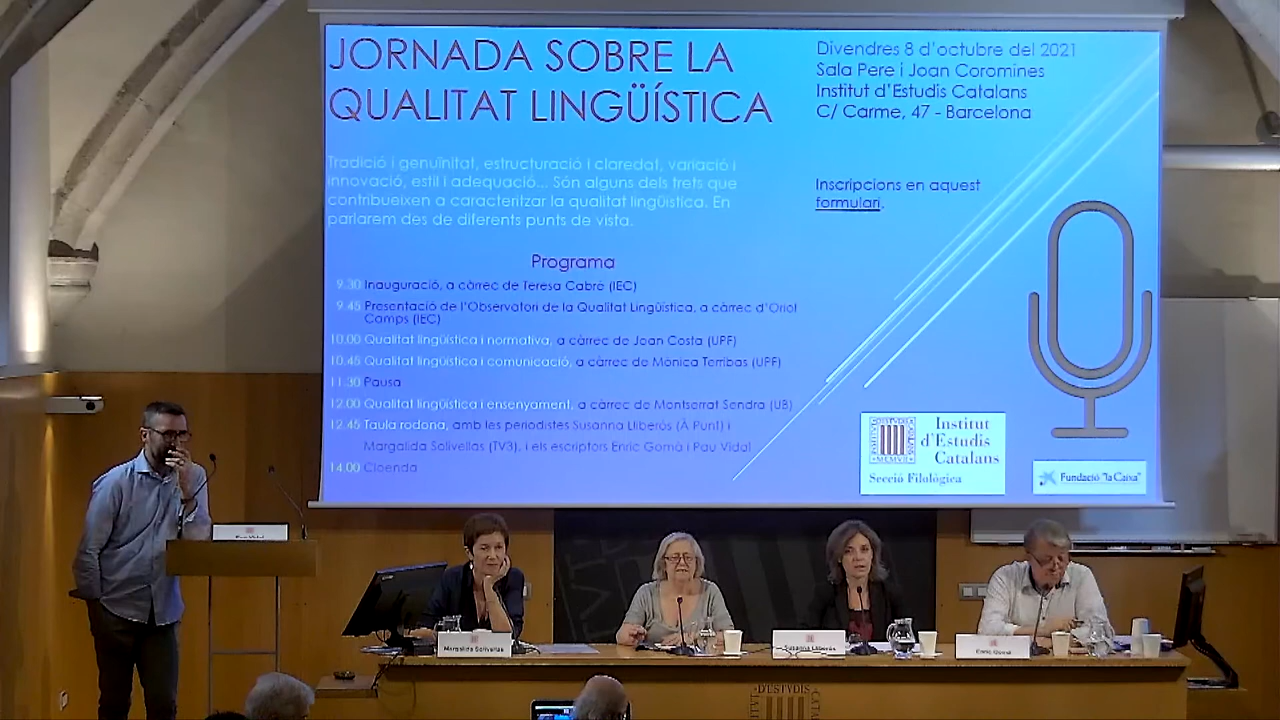 JORNADA SOBRE LA
QUALITAT LINGÜÍSTICA
Divendres 8 d'octubre del 2021
Sala Pere i Joan Coromines
Institut d'Estudis Catalans
C/ Carme, 47 - Barcelona
Tradició i genuïnitat, estructuració i claredat, variació i
innovació, estil i adequació... Són alguns dels trets que
contribueixen a caracteritzar la qualitat lingüística. En
parlarem des de diferents punts de vista.
Inscripcions en aquest
formulari.
Programa
9.30 Inauguració, a càrrec de Teresa Cabré (IEC)
9.45 Presentació de l'Observatori de la Qualitat Lingüística, a càrrec d'Oriol
Camps (IEC)
10.00 Qualitat lingüística i normativa, a càrrec de Joan Costa (UPF)
10.45 Qualitat lingüística i comunicació, a càrrec de Mònica Terribas (UPF)
11.30 Pausa
12.00 Qualitat lingüística i ensenyament, a càrrec de Montserrat Sendra (UB)
12.45 Taula rodona, amb les periodistes Susanna Lliberós (À Punt) i
Margalida Solivellas (TV3), i els escriptors Enric Gomà i Pau Vidal
14.00 Cloenda
Institut
d'Estudis
Catalans
MCMVII
Secció Filològica
Fundació "la Caixa"
Pau Vidal
Margalida Solivellas
Susanna Lliberós
Enric Gomà
D'ESTVDIS